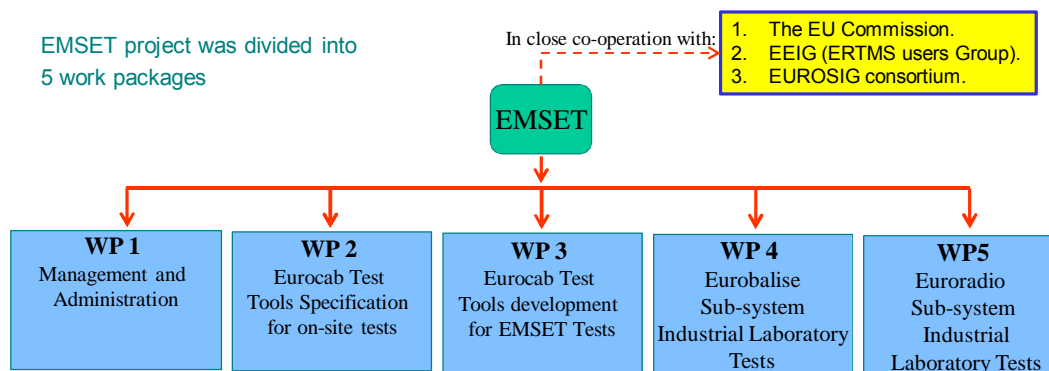 EMSET project was divided into
5 work packages
In close co-operation with:
1. The EU Commission.
2. EEIG (ERTMS users Group).
3. EUROSIG consortium.
EMSET
WP 1
Management and
Administration
WP 2
Eurocab Test
Tools Specification
for on-site tests
WP 3
Eurocab Test
Tools development
for EMSET Tests
WP 4
Eurobalise
Sub-system
Industrial Laboratory
Tests
WP5
Euroradio
Sub-system
Industrial
Laboratory Tests